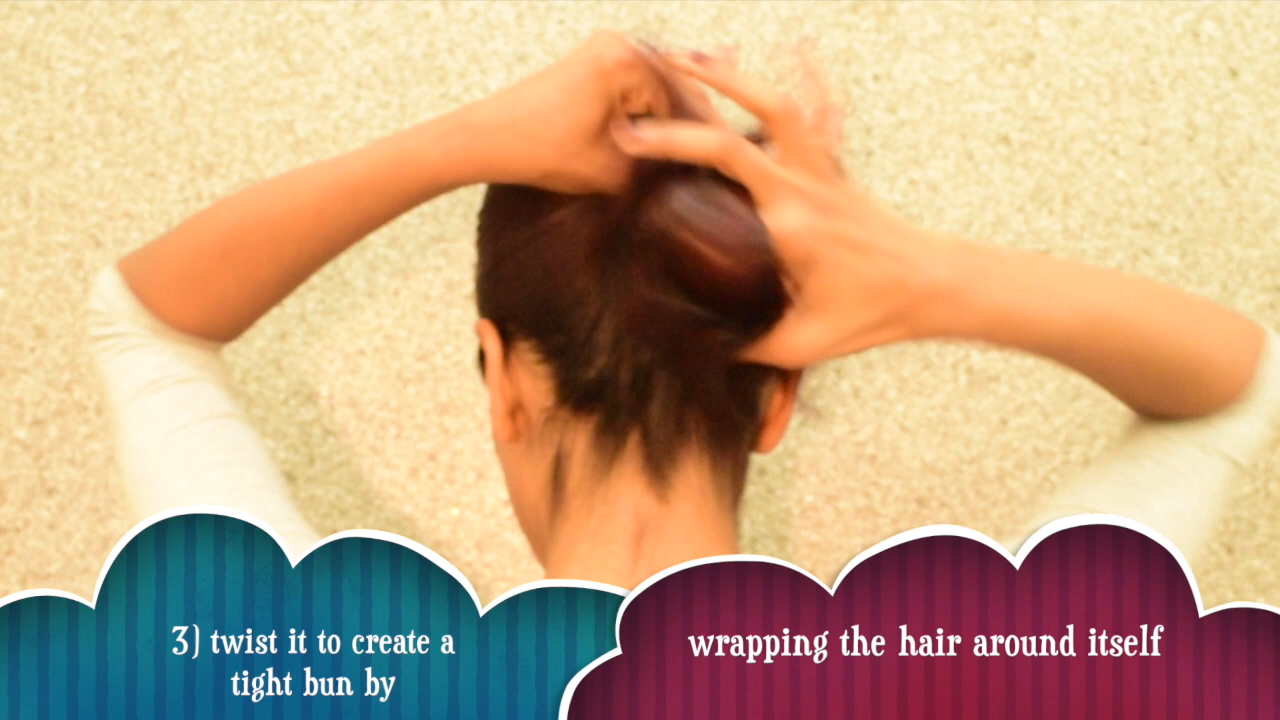 3) twist it to create a
tight bun by
wrapping the hair around itself